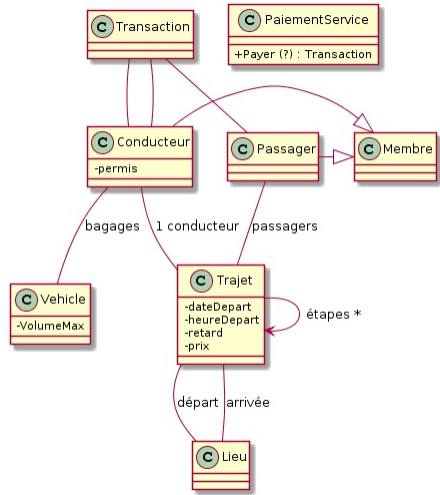 C Transaction
C PaiementService
+Payer (?) : Transaction
C Conducteur
-permis
C Passager
C Membre
bagages
1 conducteur
passagers
C Vehicle
-VolumeMax
C Trajet
-dateDepart
-heureDepart
-retard
-prix
étapes *
départ
arrivée
C Lieu